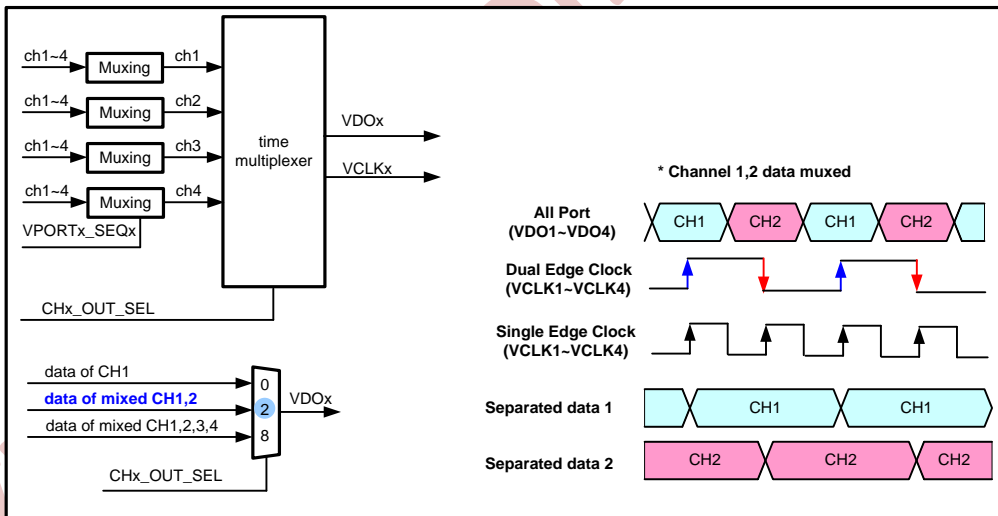 ch1~4 Muxing ch1
ch1~4 Muxing ch2
ch1~4 Muxing ch3
ch1~4 Muxing ch4
VPORTx_SEQx
time
multiplexer
VDOx
VCLKx
CHx_OUT_SEL
data of CH1 0
data of mixed CH1,2 2 VDOx
data of mixed CH1,2,3,4 8
CHx_OUT_SEL
* Channel 1,2 data muxed
All Port
(VDO1~VDO4)
CH1 CH2 CH1 CH2
Dual Edge Clock
(VCLK1~VCLK4)
Single Edge Clock
(VCLK1~VCLK4)
Separated data 1 CH1 CH1
Separated data 2 CH2 CH2 CH2